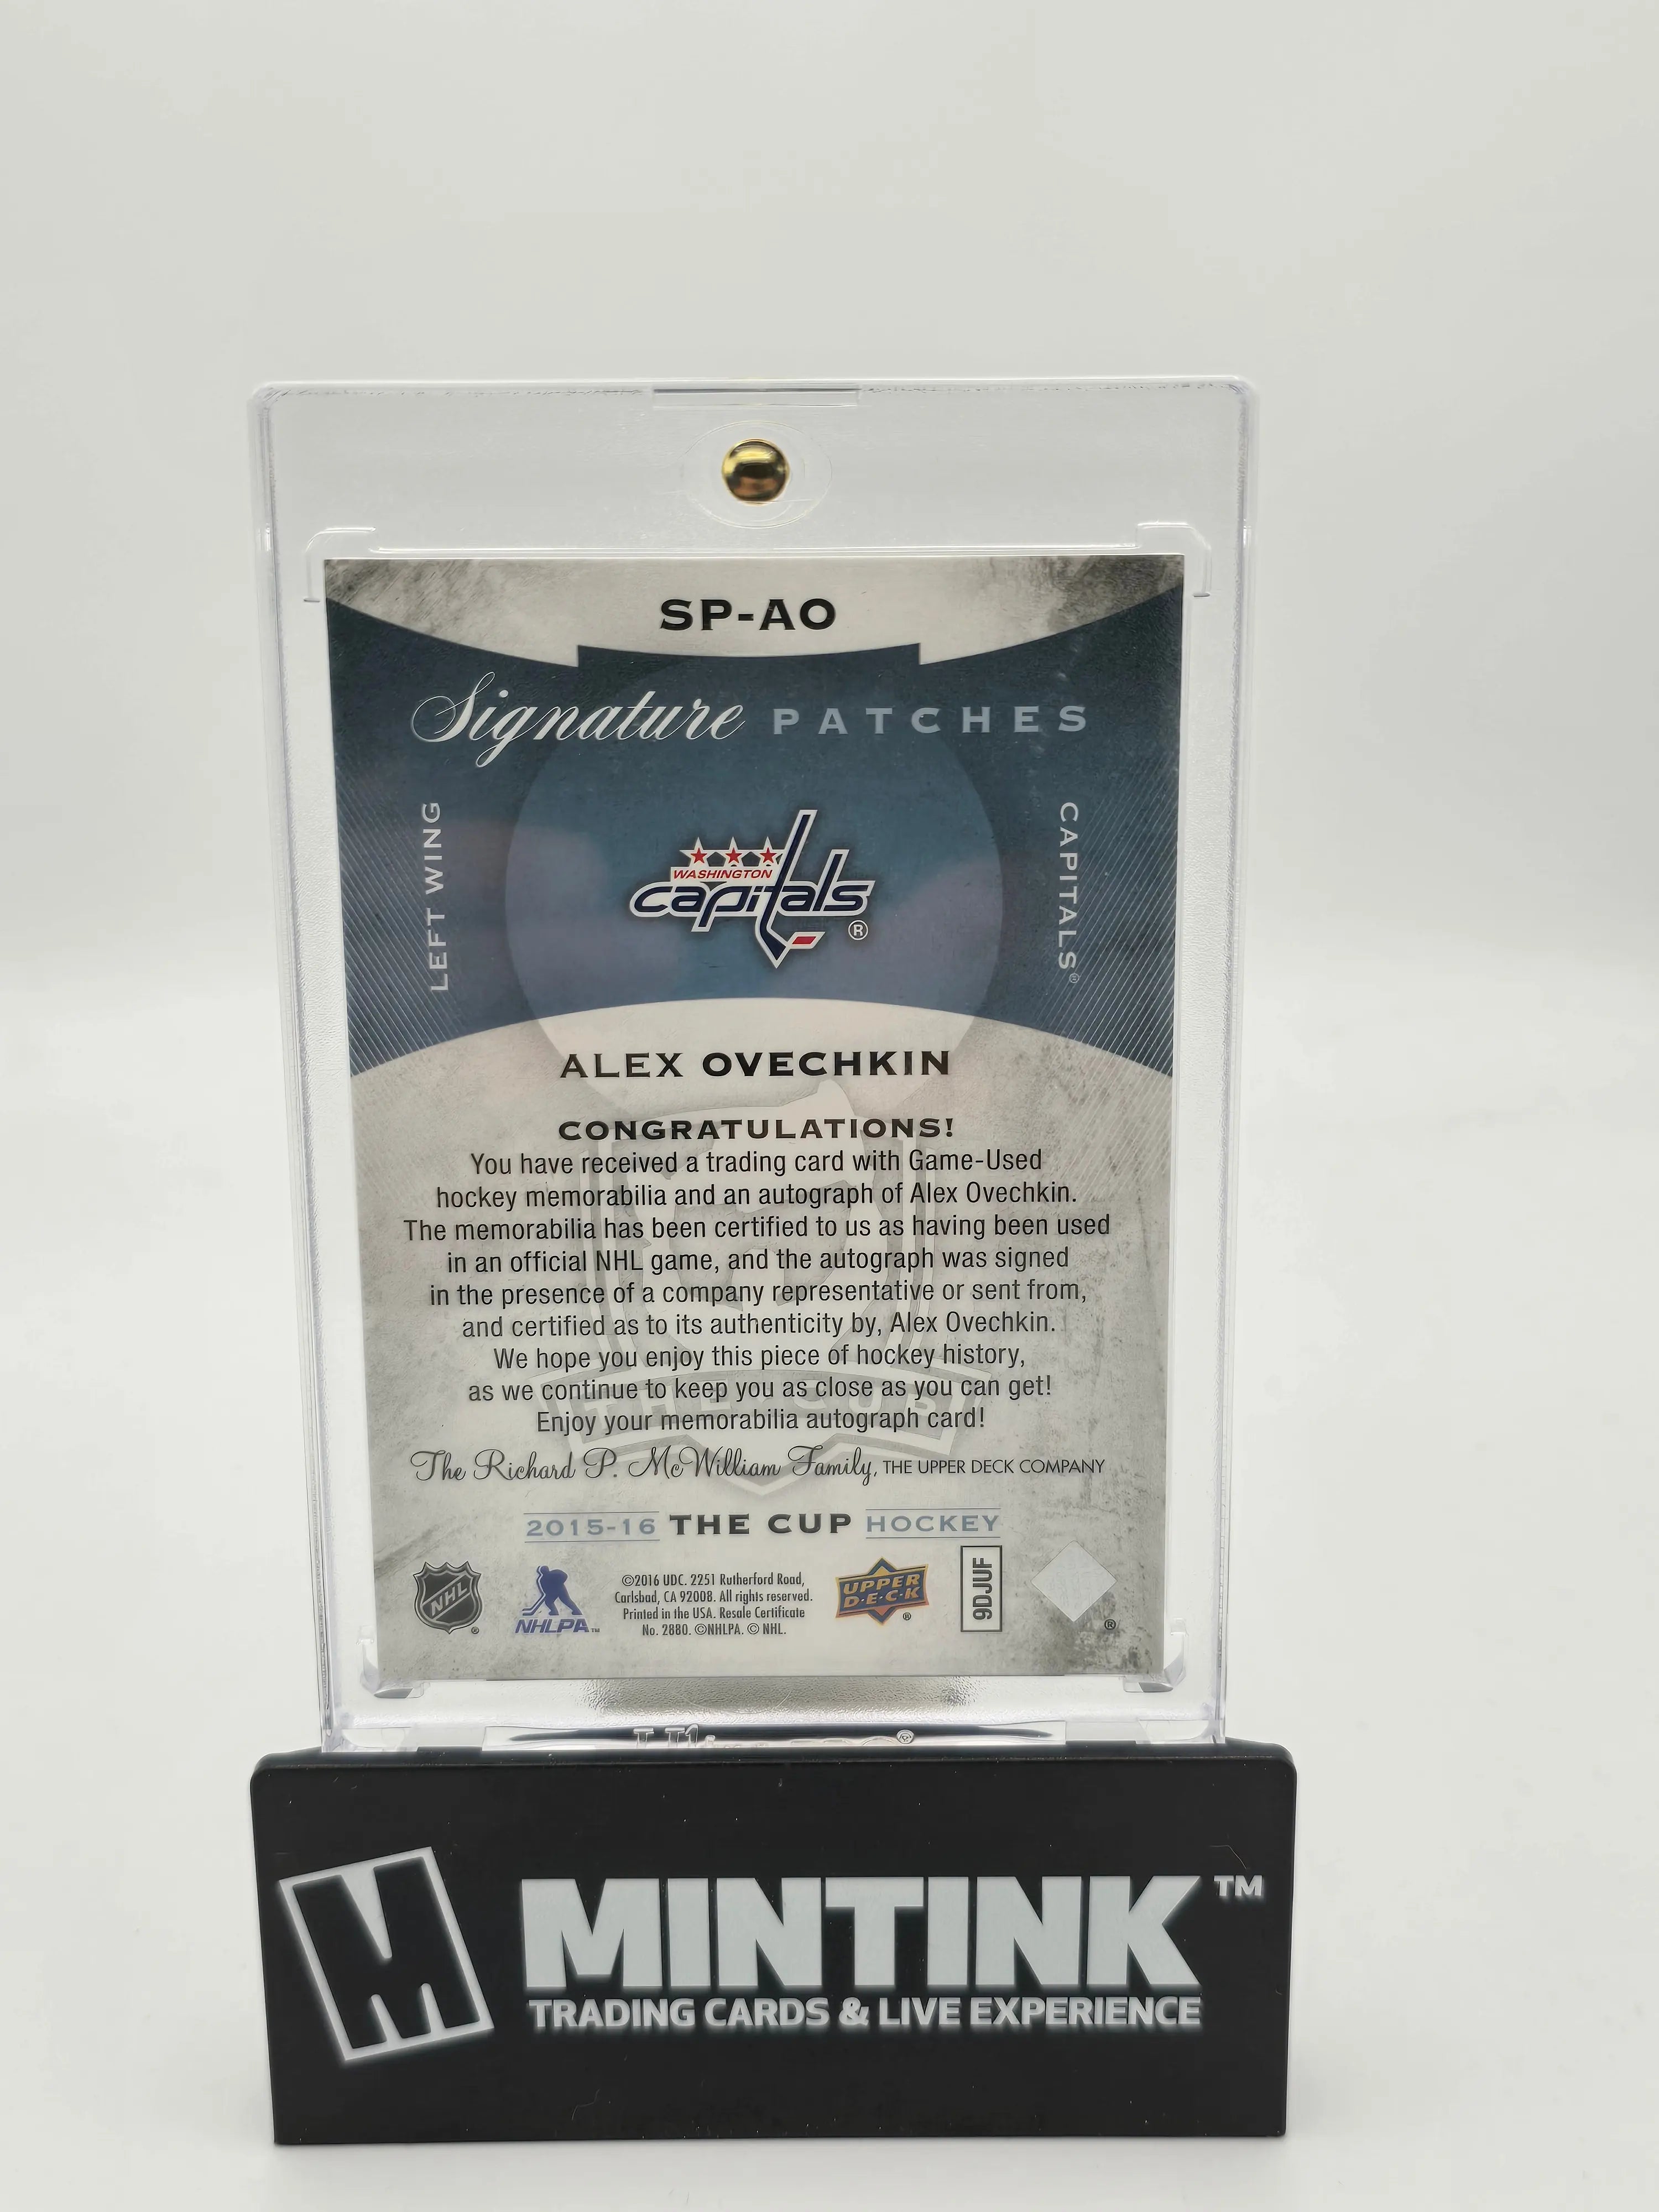 SP-AO
Signature PATCHES
LEFT WING
WASHINGTON
capitals®
CAPITALS®
ALEX OVECHKIN
CONGRATULATIONS!
You have received a trading card with Game-Used
hockey memorabilia and an autograph of Alex Ovechkin.
The memorabilia has been certified to us as having been used
in an official NHL game, and the autograph was signed
in the presence of a company representative or sent from,
and certified as to its authenticity by, Alex Ovechkin.
We hope you enjoy this piece of hockey history,
as we continue to keep you as close as you can get!
Enjoy your memorabilia autograph card!
THE CUP
The Richard P. McWilliam Family, THE UPPER DECK COMPANY
2015-16 THE CUP HOCKEY
NHL®
NHLPA™
©2016 UDC. 2251 Rutherford Road,
Carlsbad, CA 92008. All rights reserved.
Printed in the USA. Resale Certificate
No. 2880. ©NHLPA. © NHL.
UPPER
D·E·C·K®
9DJUF
®
M MINTINK™
TRADING CARDS & LIVE EXPERIENCE